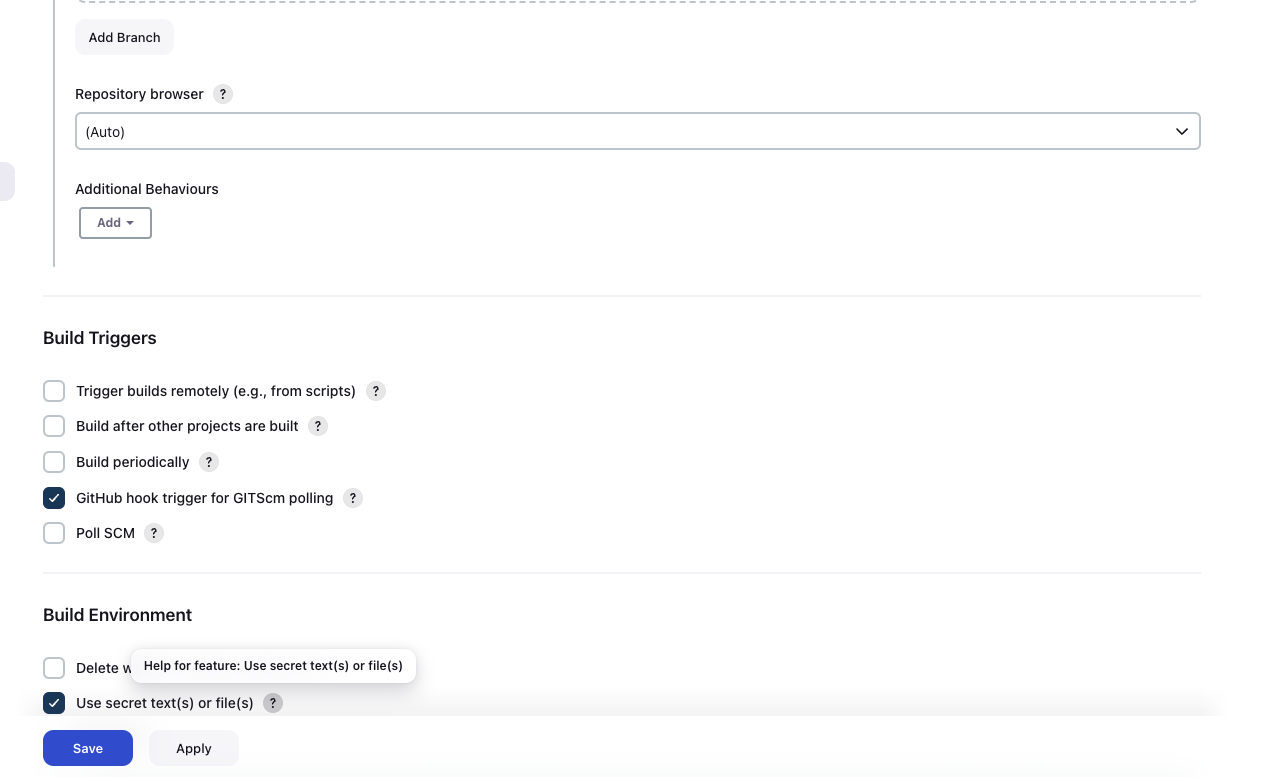 Add Branch
Repository browser ?
(Auto)
Additional Behaviours
Add
Build Triggers
Trigger builds remotely (e.g., from scripts) ?
Build after other projects are built ?
Build periodically ?
GitHub hook trigger for GITScm polling ?
Poll SCM ?
Build Environment
Delete
Help for feature: Use secret text(s) or file(s)
Use secret text(s) or file(s) ?
Save Apply